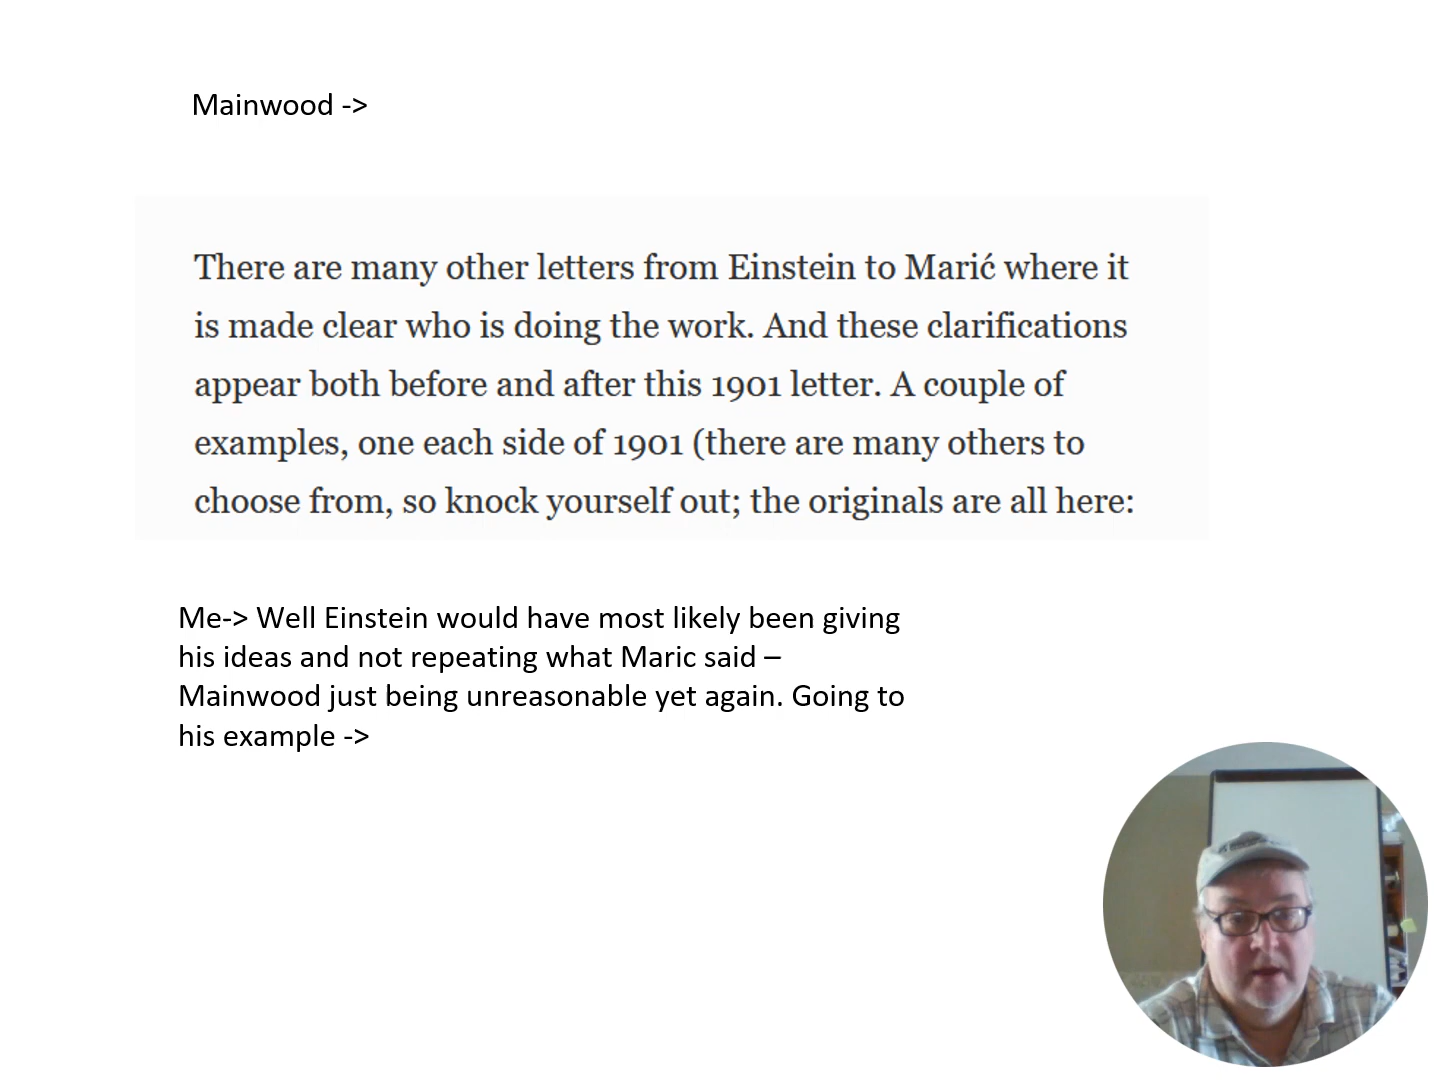 Mainwood ->
There are many other letters from Einstein to Marić where it
is made clear who is doing the work. And these clarifications
appear both before and after this 1901 letter. A couple of
examples, one each side of 1901 (there are many others to
choose from, so knock yourself out; the originals are all here:
Me-> Well Einstein would have most likely been giving
his ideas and not repeating what Maric said –
Mainwood just being unreasonable yet again. Going to
his example ->